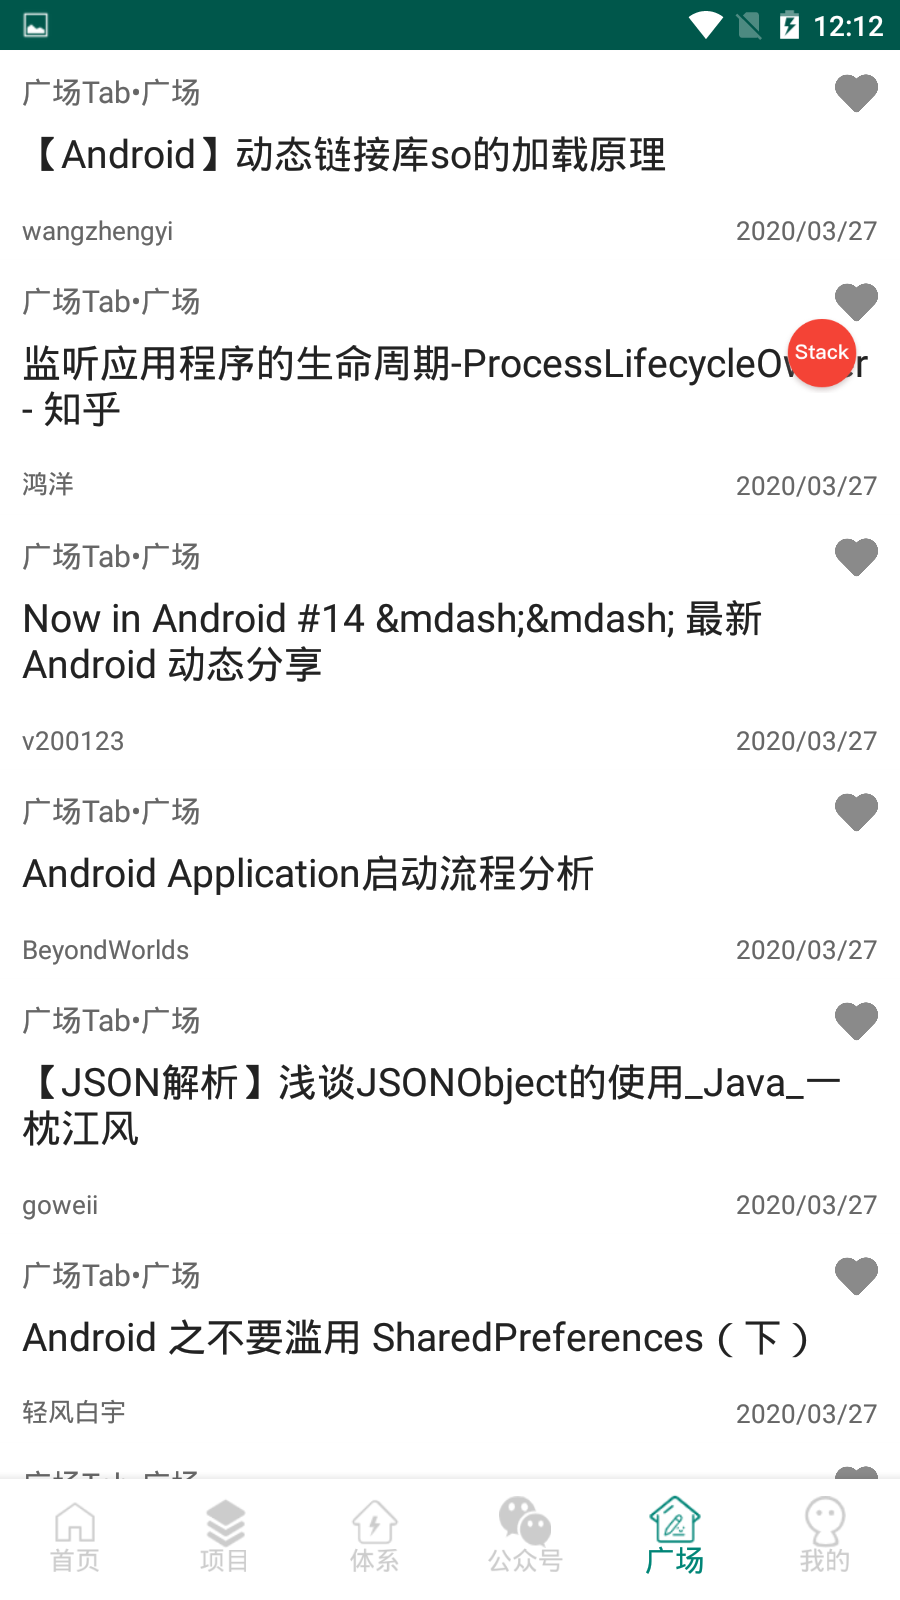 12:12
广场Tab•广场
【Android】动态链接库so的加载原理
wangzhengyi 2020/03/27
广场Tab•广场
监听应用程序的生命周期-ProcessLifecycleO
Stack
- 知乎
鸿洋 2020/03/27
广场Tab•广场
Now in Android #14 &mdash;&mdash; 最新
Android 动态分享
v200123 2020/03/27
广场Tab•广场
Android Application启动流程分析
BeyondWorlds 2020/03/27
广场Tab•广场
【JSON解析】浅谈JSONObject的使用_Java_一
枕江风
goweii 2020/03/27
广场Tab•广场
Android 之不要滥用 SharedPreferences（下）
轻风白宇 2020/03/27
首页 项目 体系 公众号 广场 我的